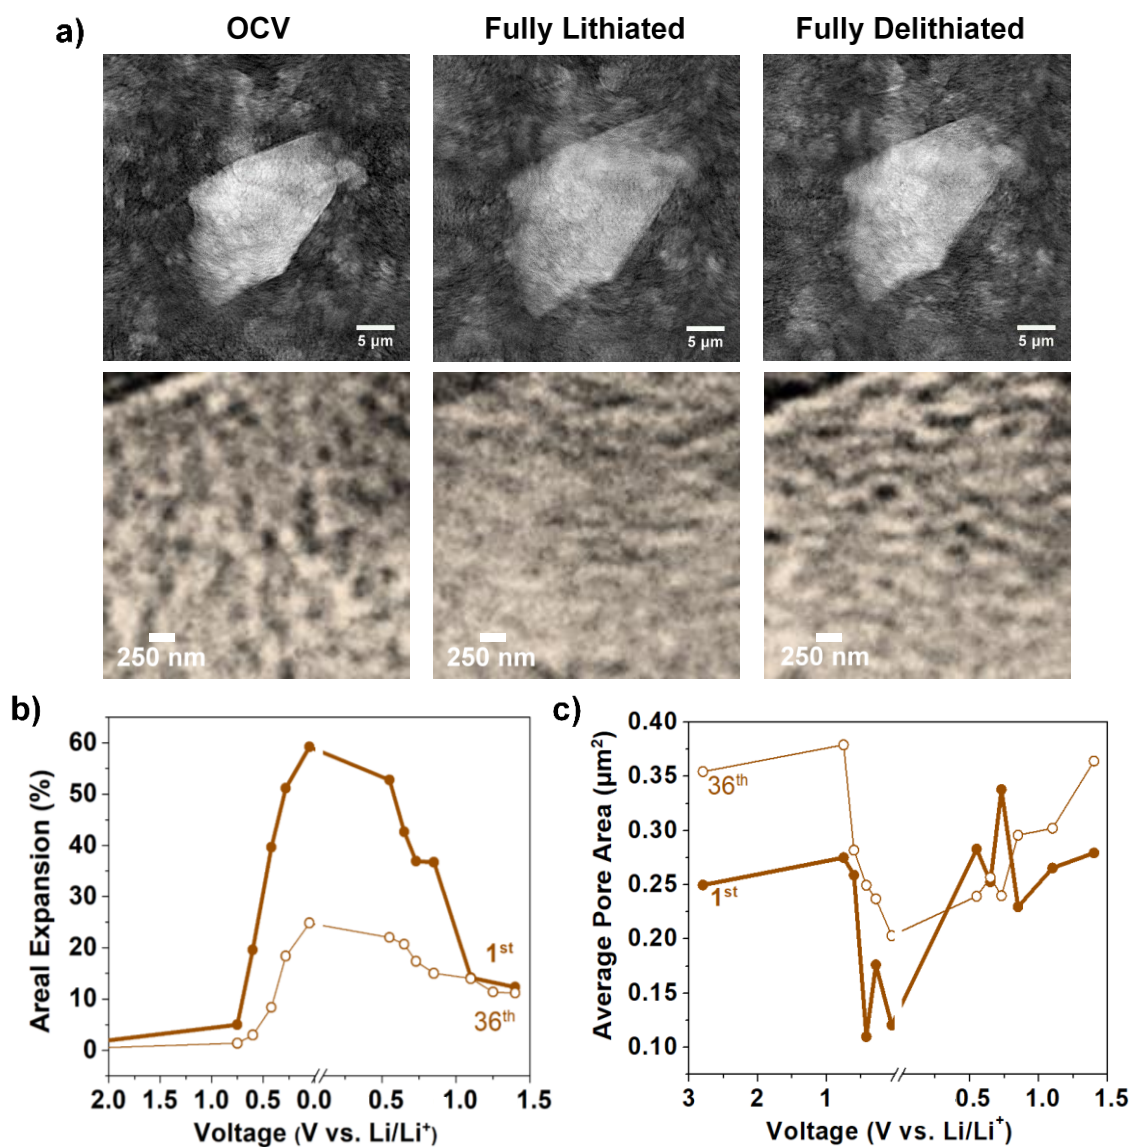 a)
OCV
Fully Lithiated
Fully Delithiated
5 µm
5 µm
5 µm
250 nm
250 nm
250 nm
b)
Areal Expansion (%)
60
50
40
30
20
10
0
1st
36th
2.0 1.5 1.0 0.5 0.0 0.5 1.0 1.5
Voltage (V vs. Li/Li+)
c)
Average Pore Area (µm2)
0.40
0.35
0.30
0.25
0.20
0.15
0.10
36th
1st
3 2 1 0.5 1.0 1.5
Voltage (V vs. Li/Li+)